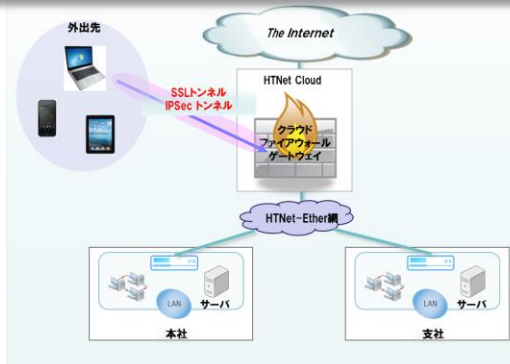 外出先
The Internet
HTNet Cloud
SSLトンネル
IPSec トンネル
クラウド
ファイアウォール
ゲートウェイ
HTNet-Ether網
LAN
サーバ
本社
LAN
サーバ
支社